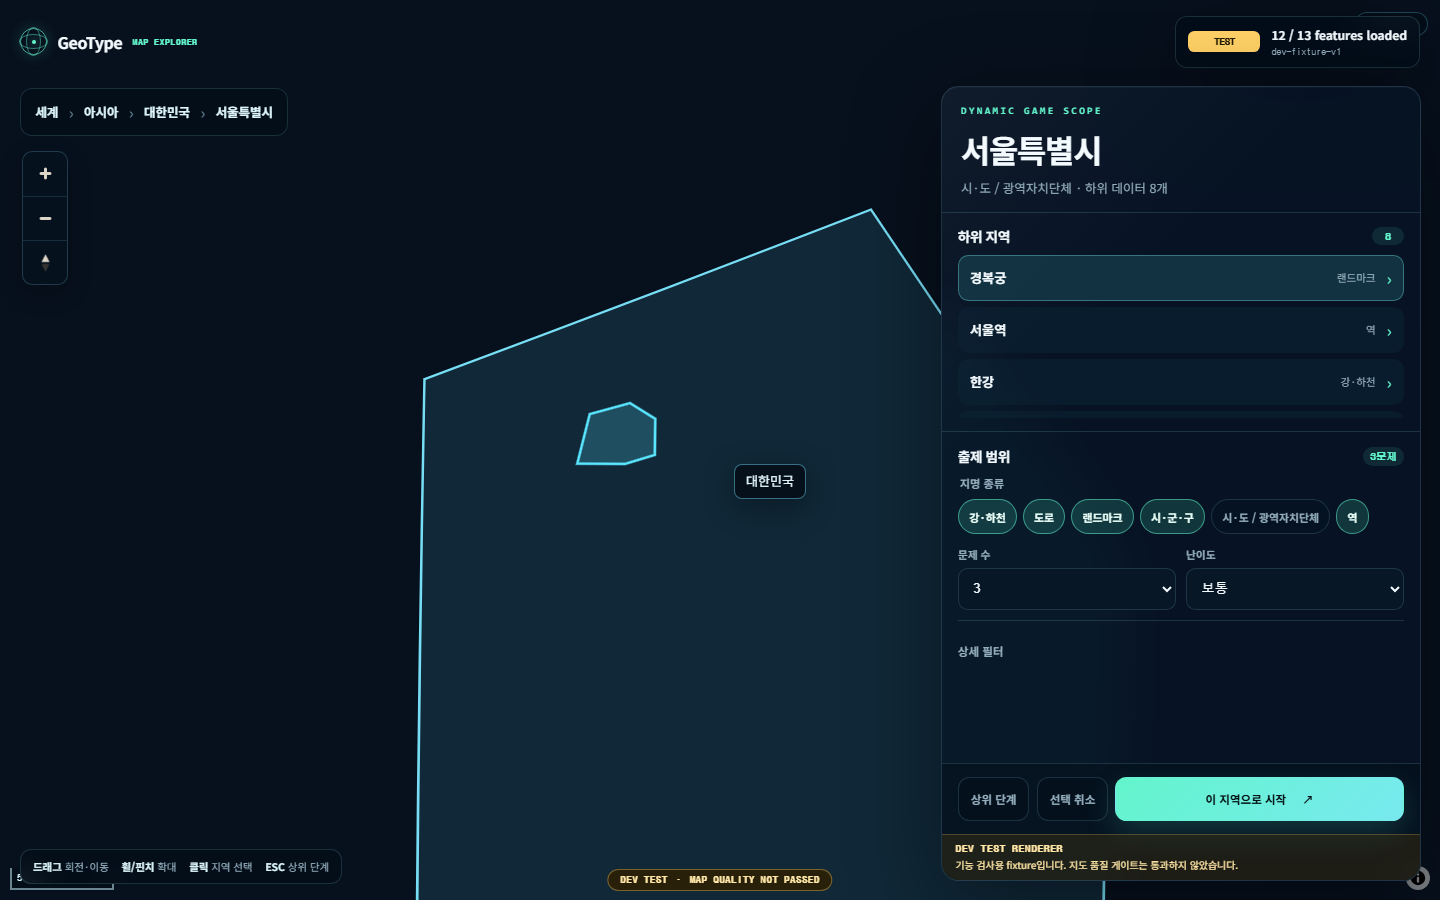 GeoType MAP EXPLORER
TEST 12 / 13 features loaded
dev-fixture-v1
세계 › 아시아 › 대한민국 › 서울특별시
+
−
DYNAMIC GAME SCOPE
서울특별시
시·도 / 광역자치단체 · 하위 데이터 8개
하위 지역 8
경복궁 랜드마크 ›
서울역 역 ›
한강 강·하천 ›
대한민국
출제 범위 3문제
지명 종류
강·하천 도로 랜드마크 시·군·구 시·도 / 광역자치단체 역
문제 수 난이도
3 보통
상세 필터
상위 단계 선택 취소 이 지역으로 시작 ↗
DEV TEST RENDERER
기능 검사용 fixture입니다. 지도 품질 게이트는 통과하지 않았습니다.
드래그 회전·이동 휠/핀치 확대 클릭 지역 선택 ESC 상위 단계
DEV TEST · MAP QUALITY NOT PASSED